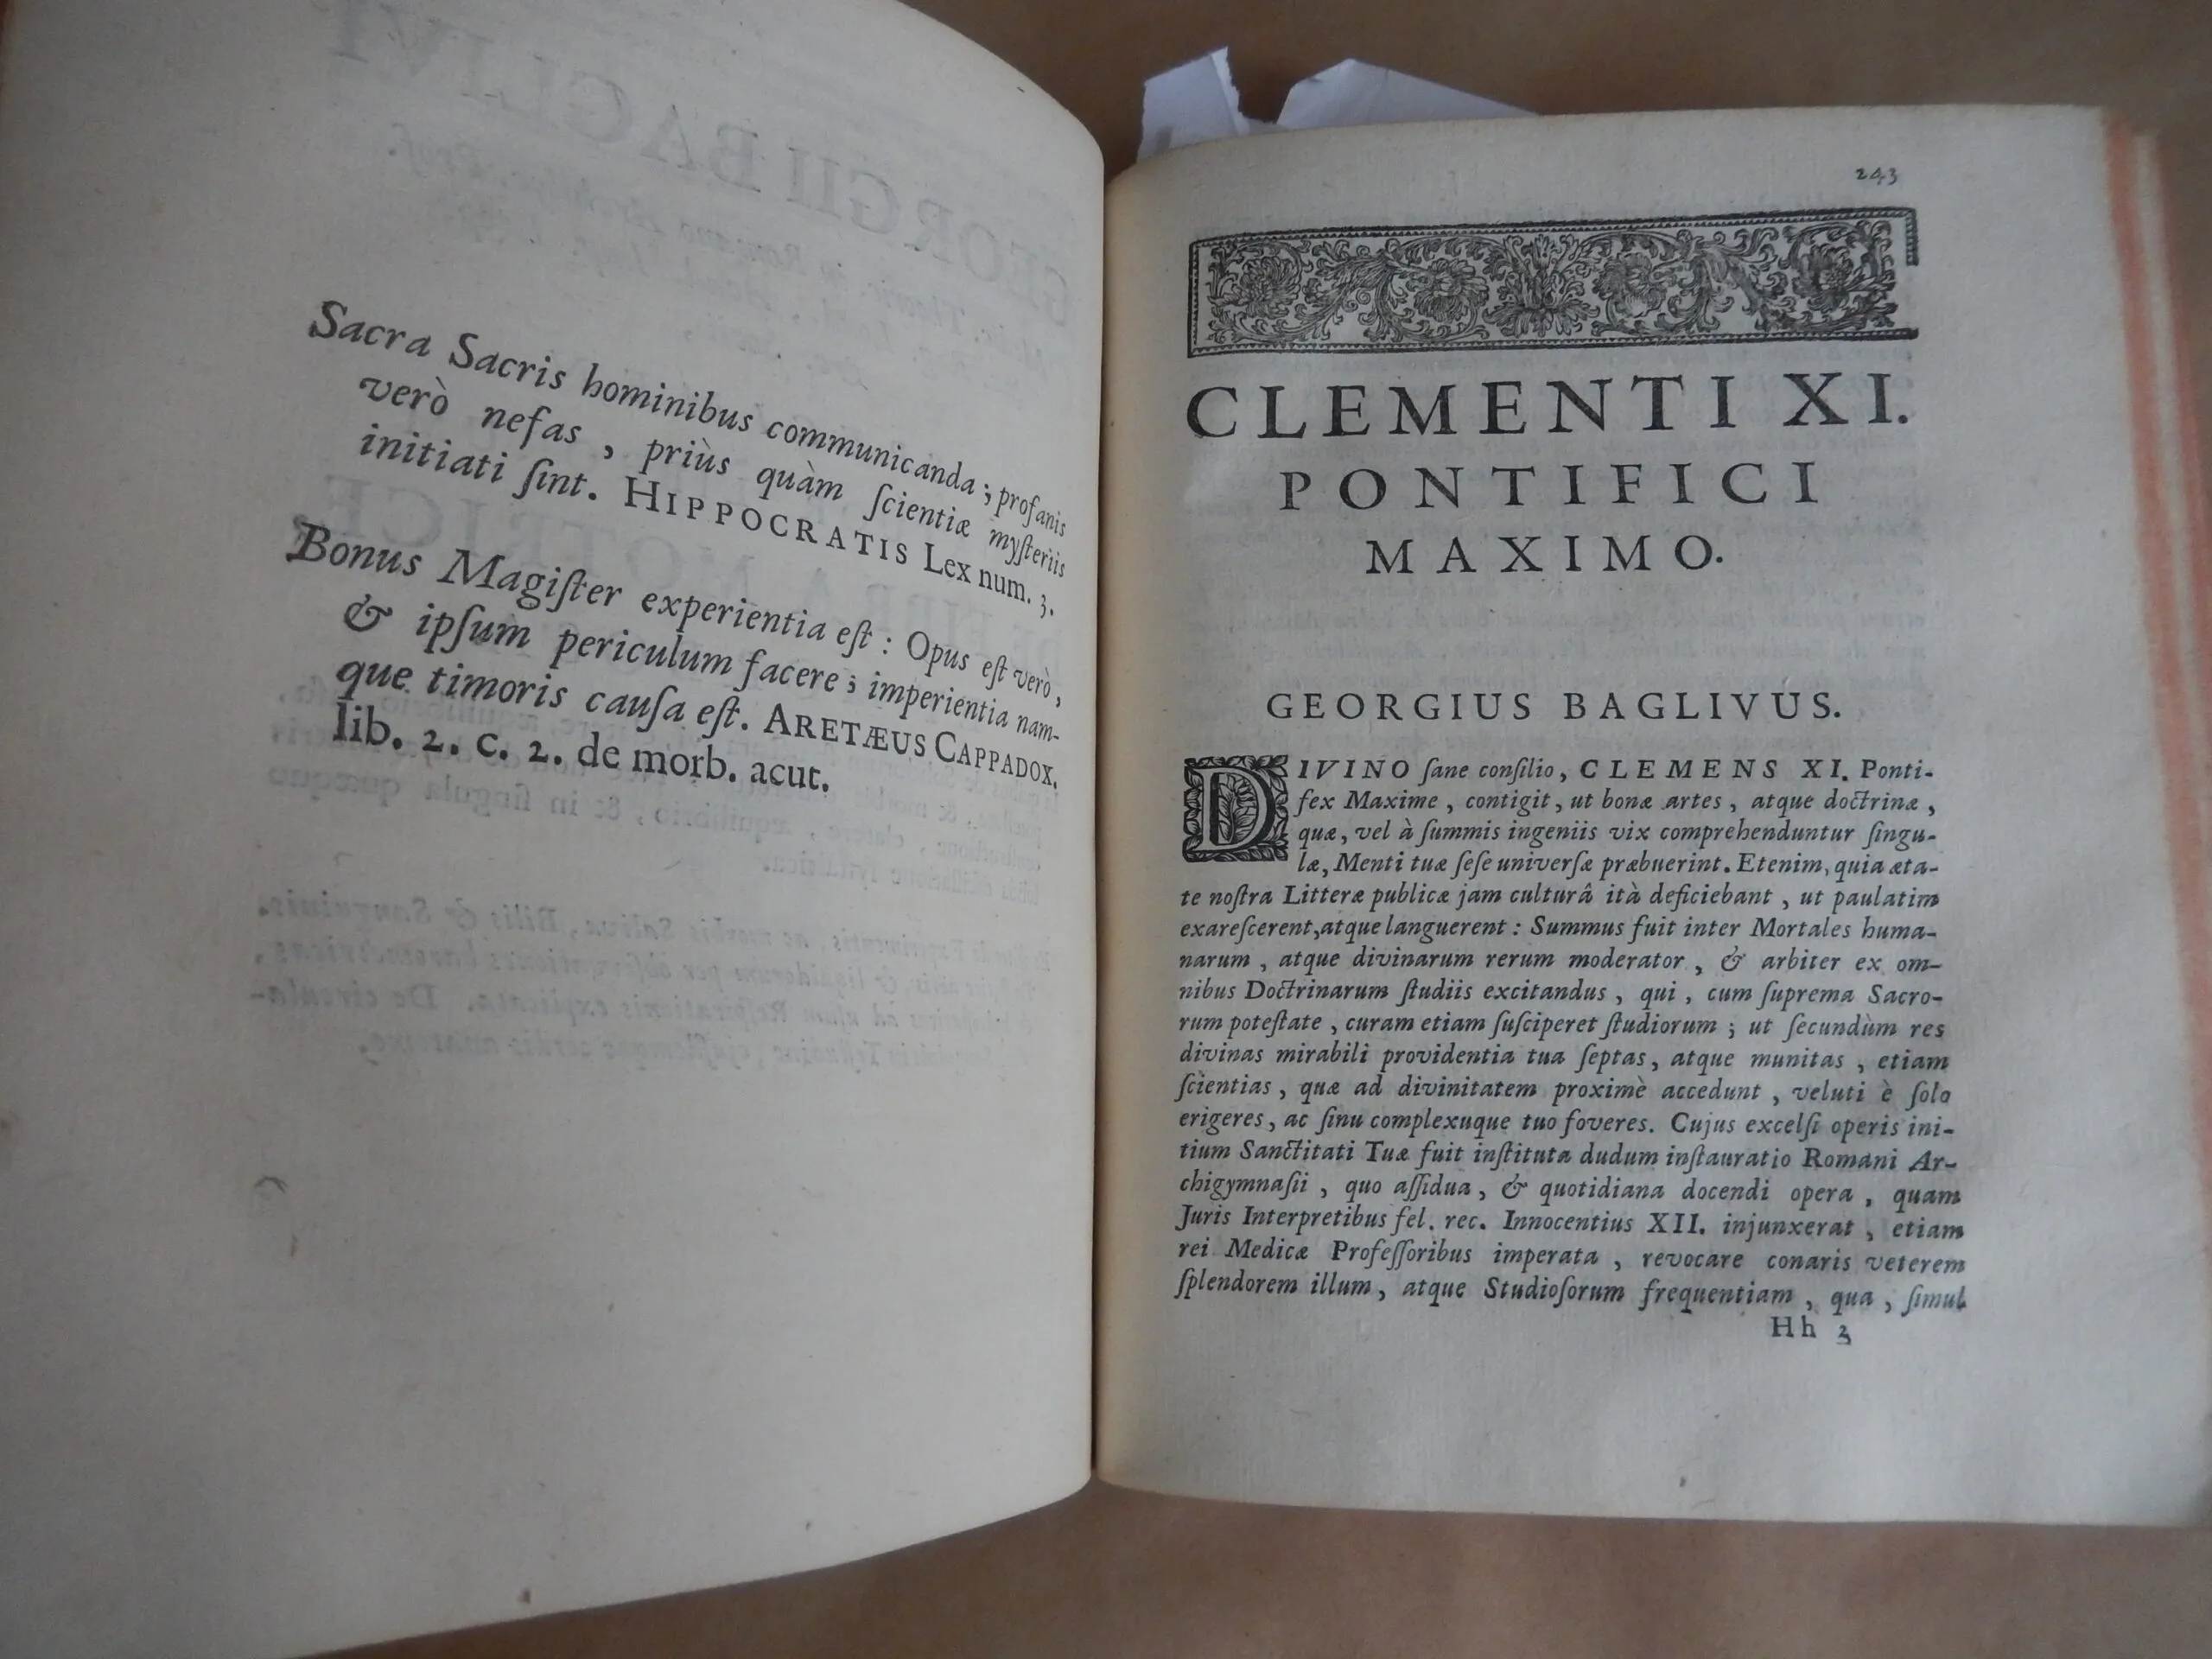 Sacra Sacris hominibus communicanda; profanis
verò nefas, priùs quàm ſcientiæ myſteriis
initiati ſint. HIPPOCRATIS Lex num. 3.
Bonus Magiſter experientia eſt: Opus eſt verò,
& ipſum periculum facere; imperientia nam-
que timoris cauſa eſt. ARETÆUS CAPPADOX.
lib. 2. c. 2. de morb. acut.
243
CLEMENTI XI.
PONTIFICI
MAXIMO.
GEORGIUS BAGLIVUS.
DIVINO ſane conſilio, CLEMENS XI. Ponti-
fex Maxime, contigit, ut bonæ artes, atque doctrinæ,
quæ, vel à ſummis ingeniis vix comprehenduntur ſingu-
læ, Menti tuæ ſeſe univerſæ præbuerint. Etenim, quia æta-
te noſtra Litteræ publicæ jam culturâ ità deficiebant, ut paulatim
exareſcerent, atque languerent: Summus fuit inter Mortales huma-
narum, atque divinarum rerum moderator, & arbiter ex om-
nibus Doctrinarum ſtudiis excitandus, qui, cum ſuprema Sacro-
rum poteſtate, curam etiam ſuſciperet ſtudiorum; ut ſecundùm res
divinas mirabili providentia tua ſeptas, atque munitas, etiam
ſcientias, quæ ad divinitatem proximè accedunt, veluti è ſolo
erigeres, ac ſinu complexuque tuo foveres. Cujus excelſi operis ini-
tium Sanctitati Tuæ fuit inſtituta dudum inſtauratio Romani Ar-
chigymnaſii, quo aſſidua, & quotidiana docendi opera, quam
Juris Interpretibus fel. rec. Innocentius XII. injunxerat, etiam
rei Medicæ Profeſſoribus imperata, revocare conaris veterem
ſplendorem illum, atque Studioſorum frequentiam, qua, ſimul
Hh 2